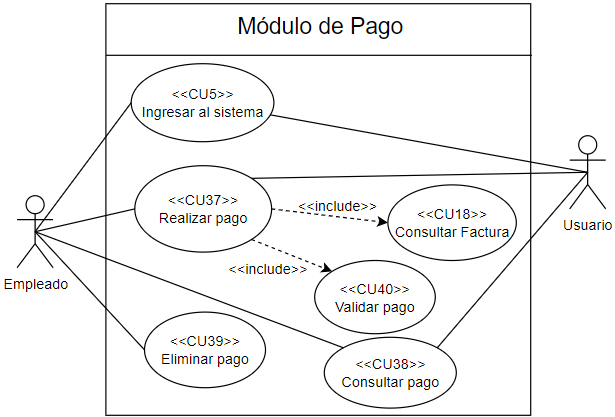 Módulo de Pago
<<CU5>>
Ingresar al sistema
<<CU37>>
Realizar pago
<<include>>
<<CU18>>
Consultar Factura
Usuario
<<include>>
Empleado
<<CU40>>
Validar pago
<<CU39>>
Eliminar pago
<<CU38>>
Consultar pago